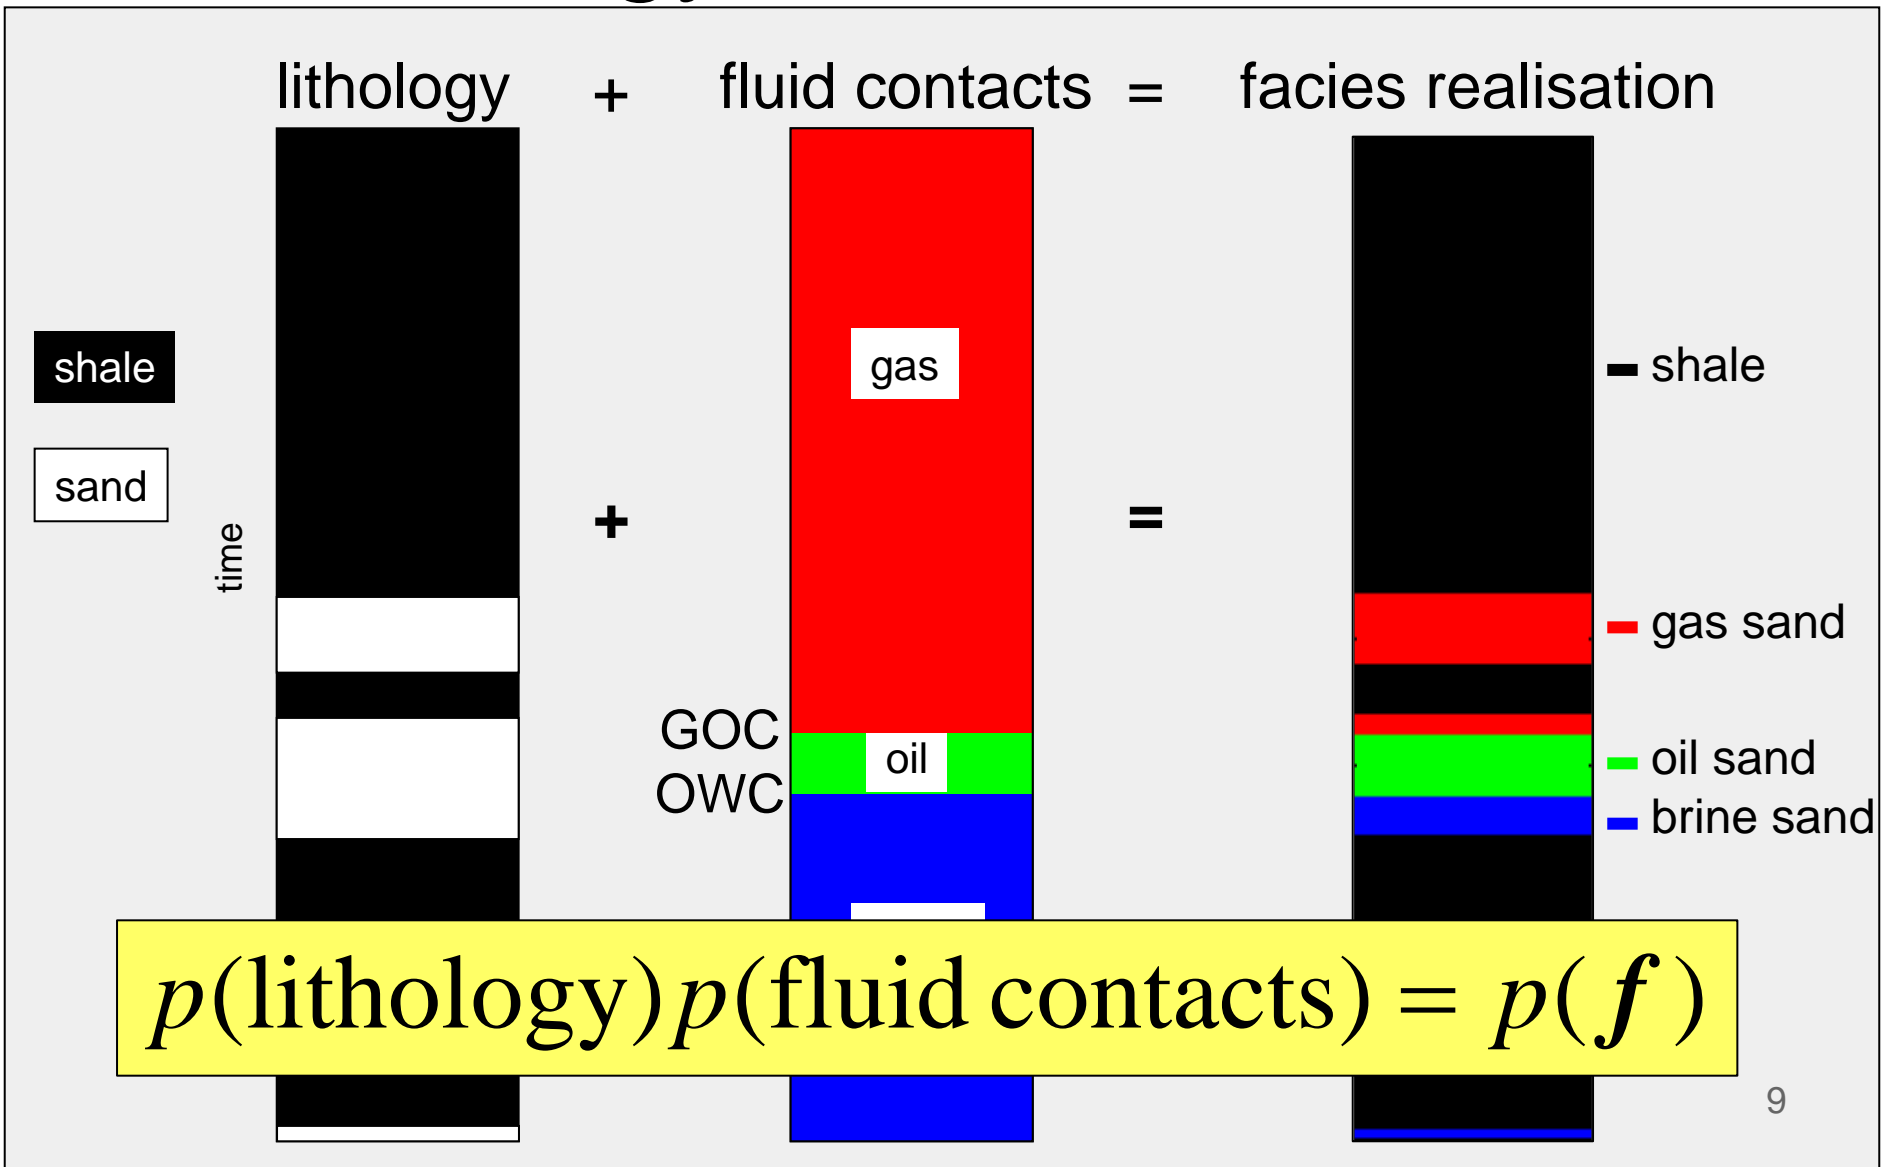 lithology + fluid contacts = facies realisation
shale
sand
time
+
=
gas
GOC
oil
OWC
shale
gas sand
oil sand
brine sand
p(lithology)p(fluid contacts) = p(f)
9